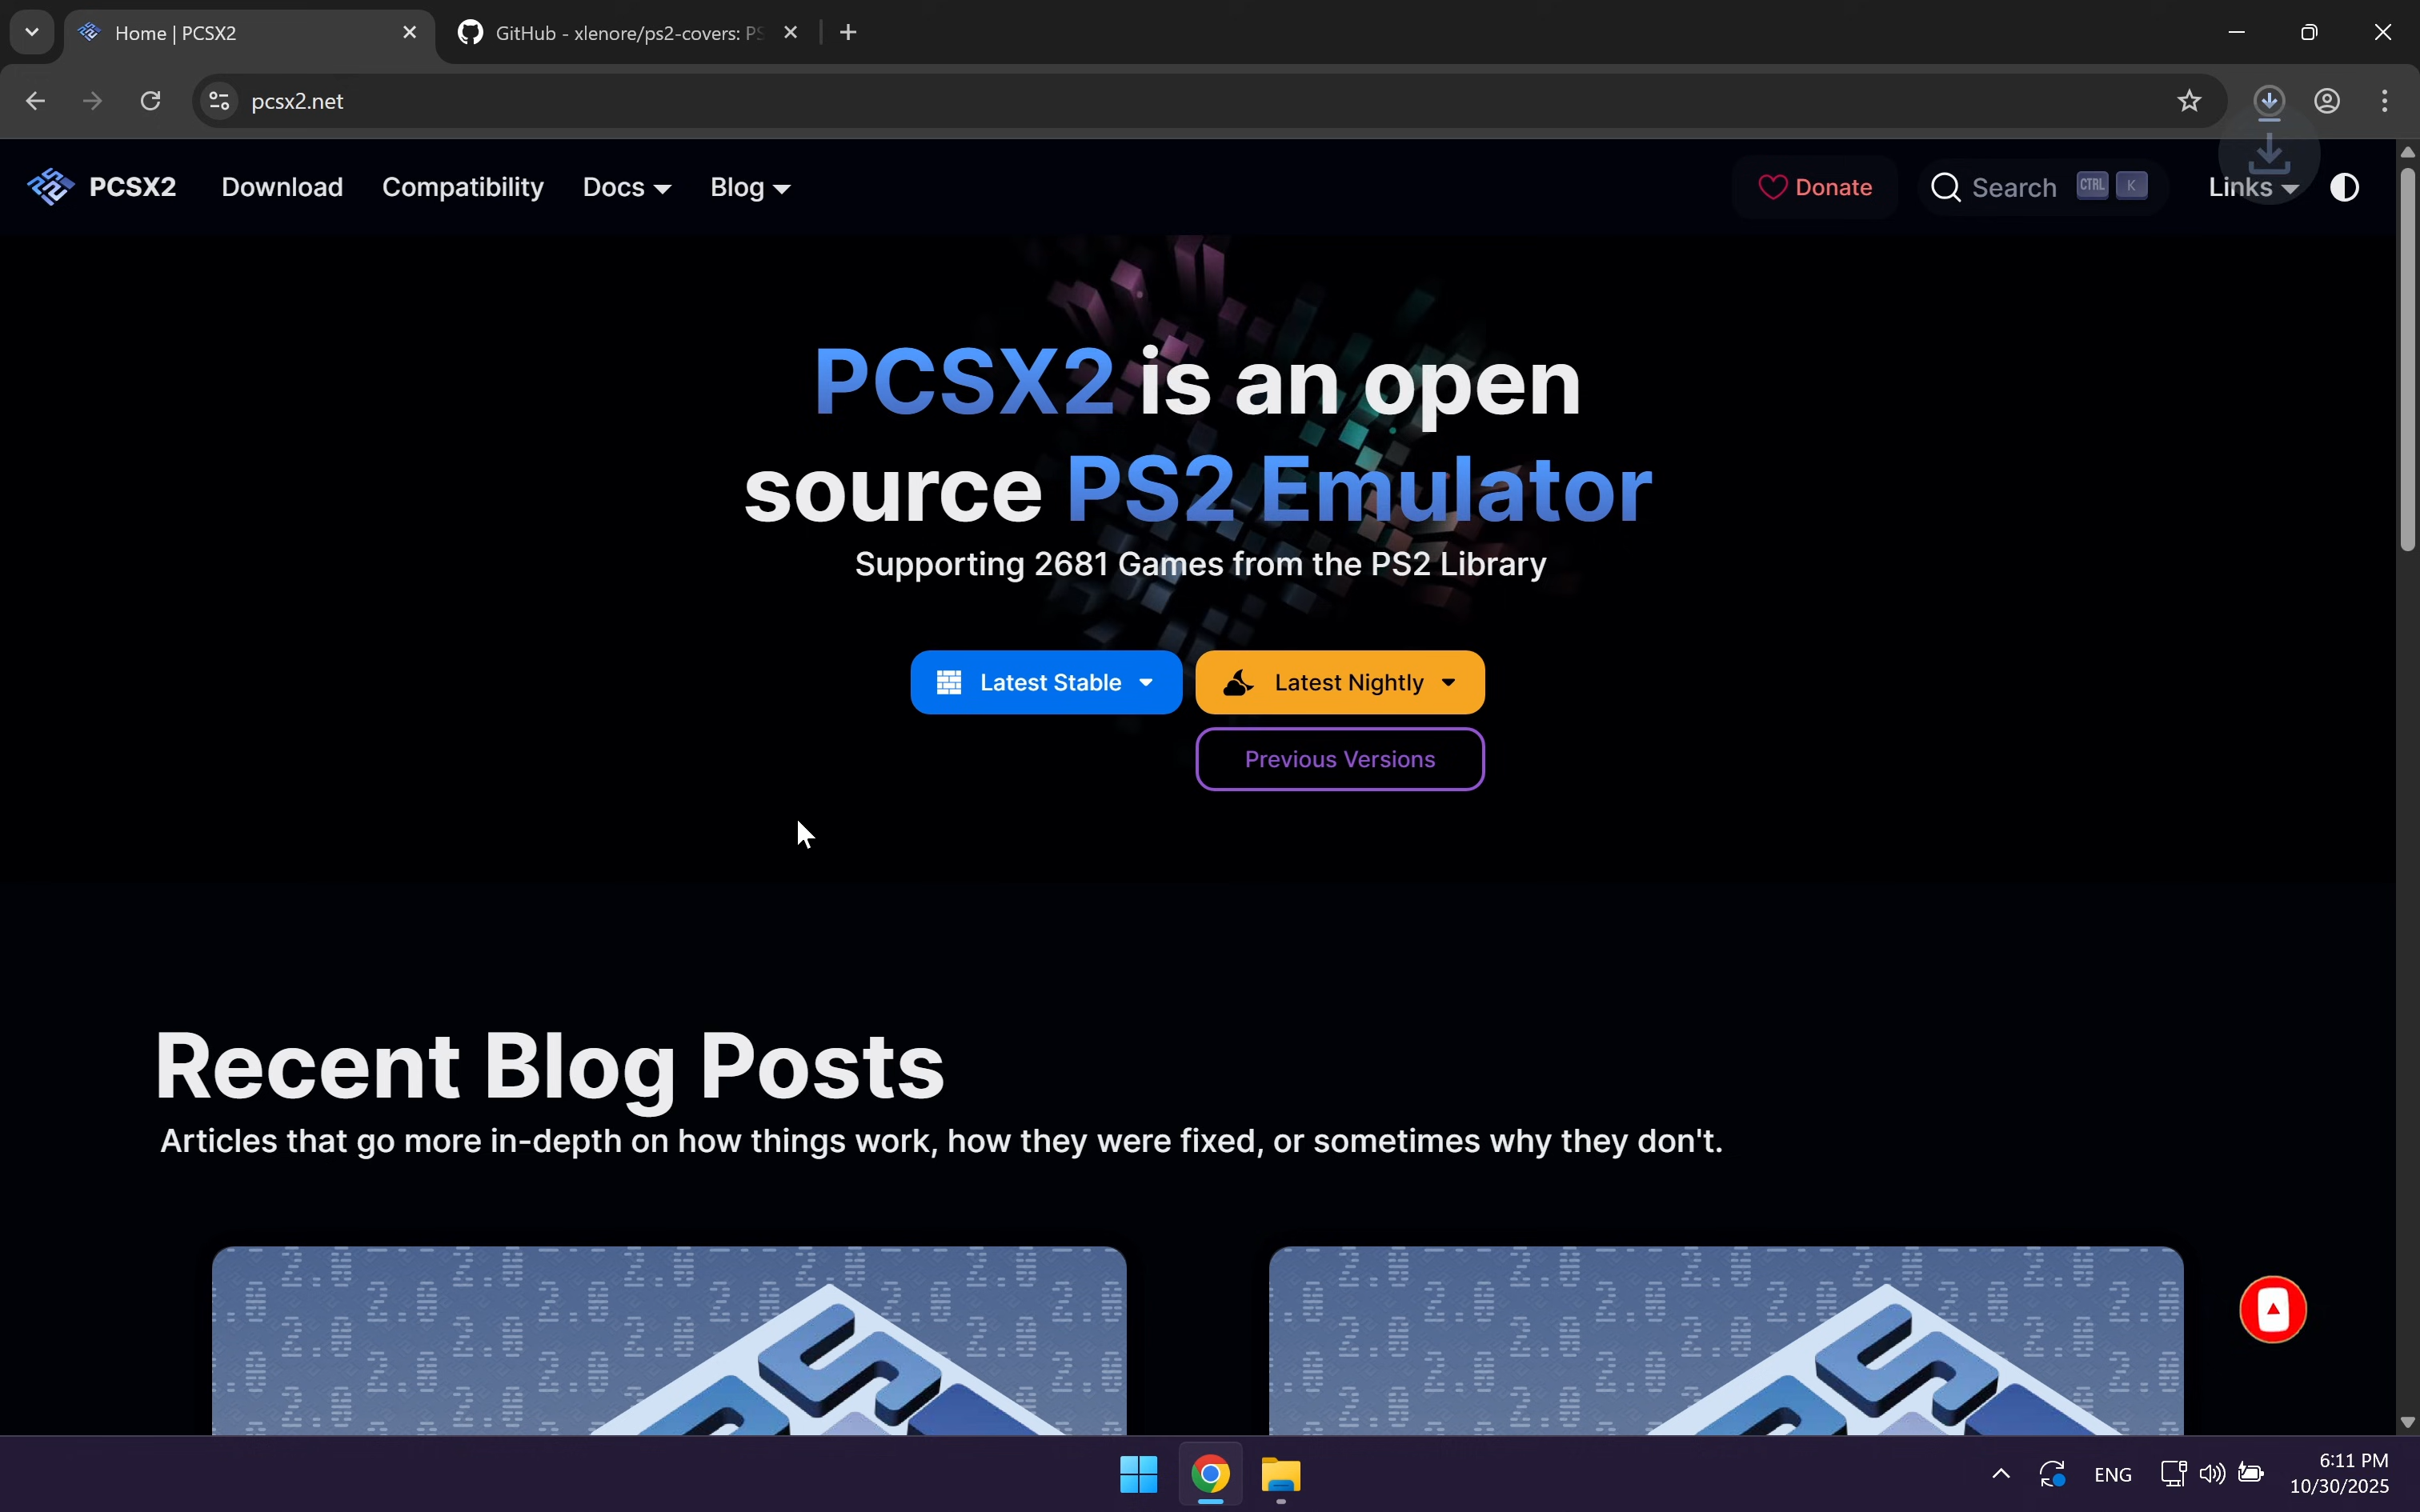 Home | PCSX2
GitHub - xlenore/ps2-covers: PS
pcsx2.net
PCSX2
Download
Compatibility
Docs
Blog
Donate
Search
CTRL
K
Links
PCSX2 is an open
source PS2 Emulator
Supporting 2681 Games from the PS2 Library
Latest Stable
Latest Nightly
Previous Versions
Recent Blog Posts
Articles that go more in-depth on how things work, how they were fixed, or sometimes why they don't.
ENG
6:11 PM
10/30/2025